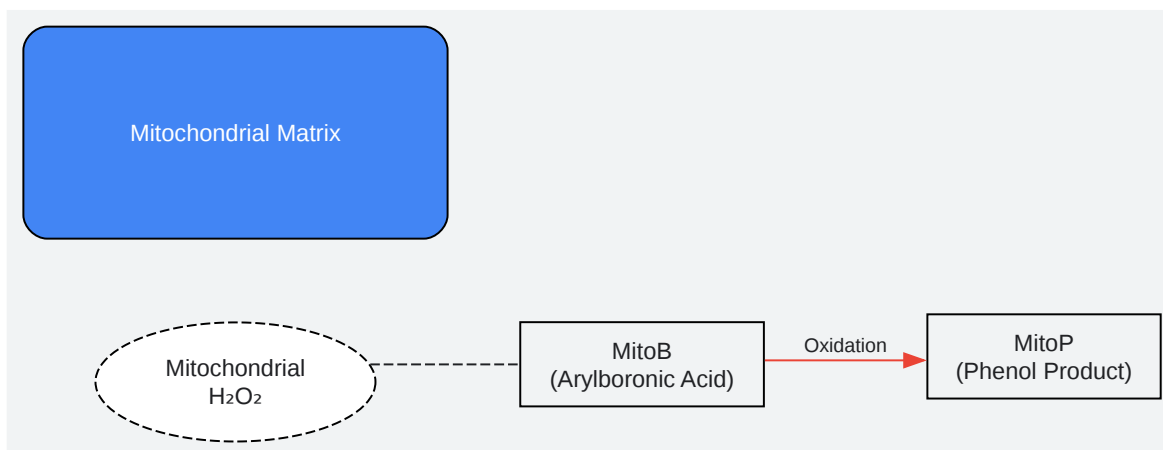 Mitochondrial Matrix
Mitochondrial
H₂O₂
MitoB
(Arylboronic Acid)
Oxidation
MitoP
(Phenol Product)